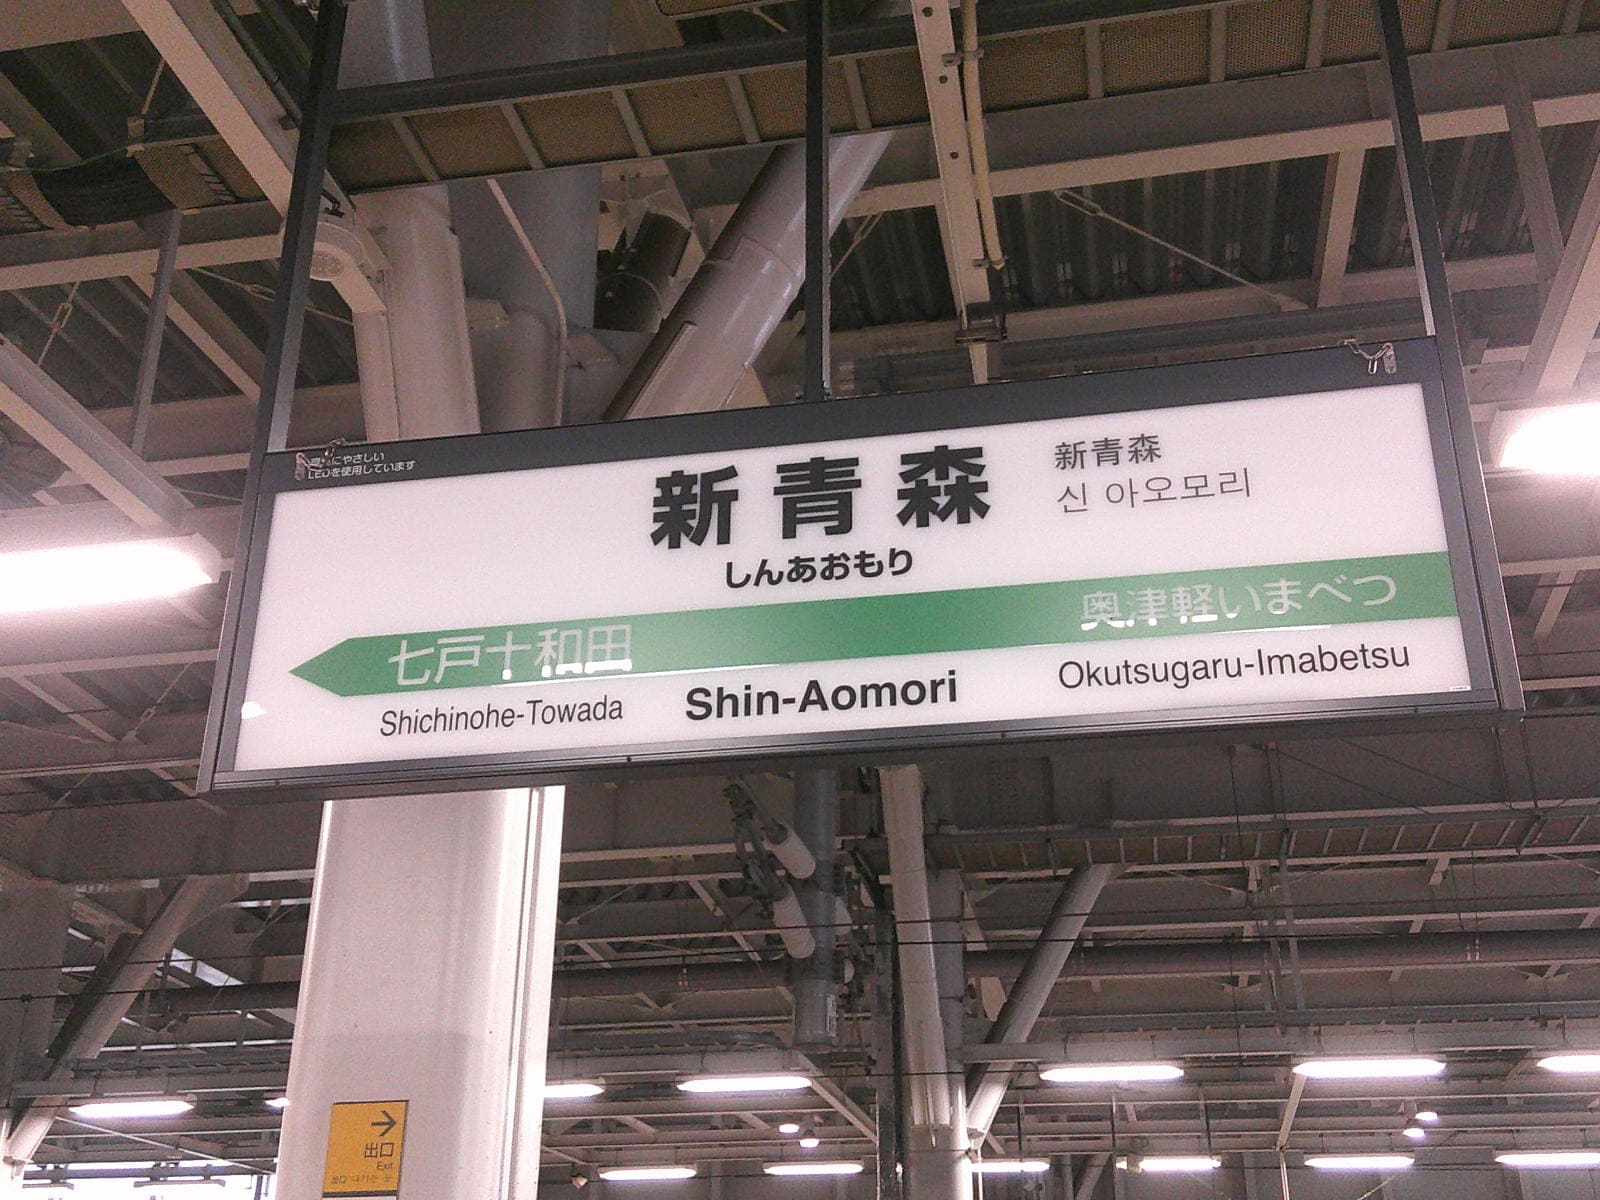 環境にやさしい
LEDを使用しています
新青森
しんあおもり
新青森
신 아오모리
七戸十和田
奥津軽いまべつ
Shichinohe-Towada
Shin-Aomori
Okutsugaru-Imabetsu
出口
Exit